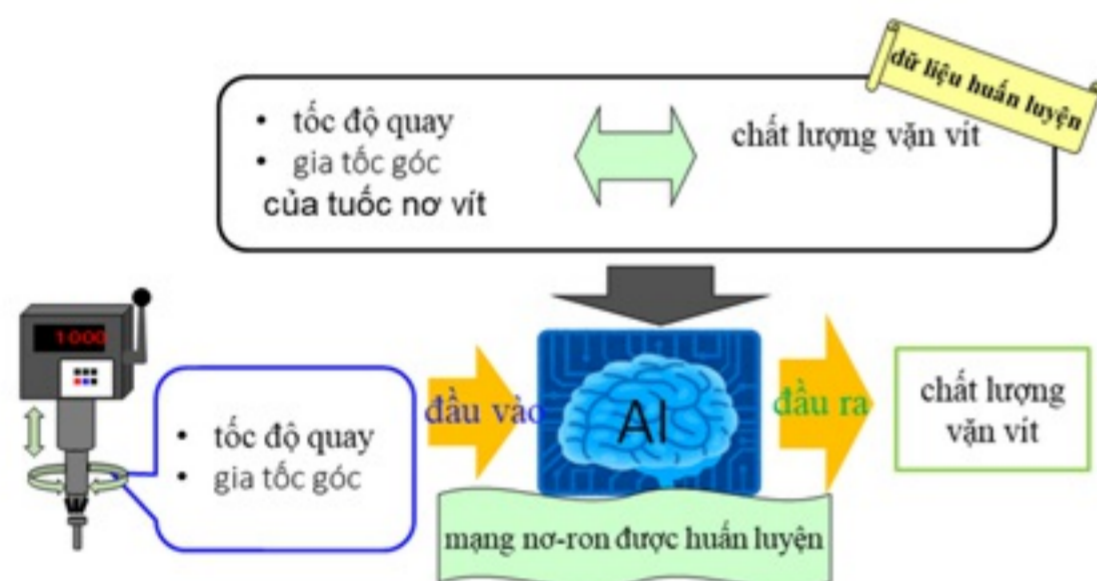 dữ liệu huấn luyện
• tốc độ quay
• gia tốc góc
của tuốc nơ vít
chất lượng vặn vít
1000
• tốc độ quay
• gia tốc góc
đầu vào
AI
đầu ra
chất lượng
vặn vít
mạng nơ-ron được huấn luyện